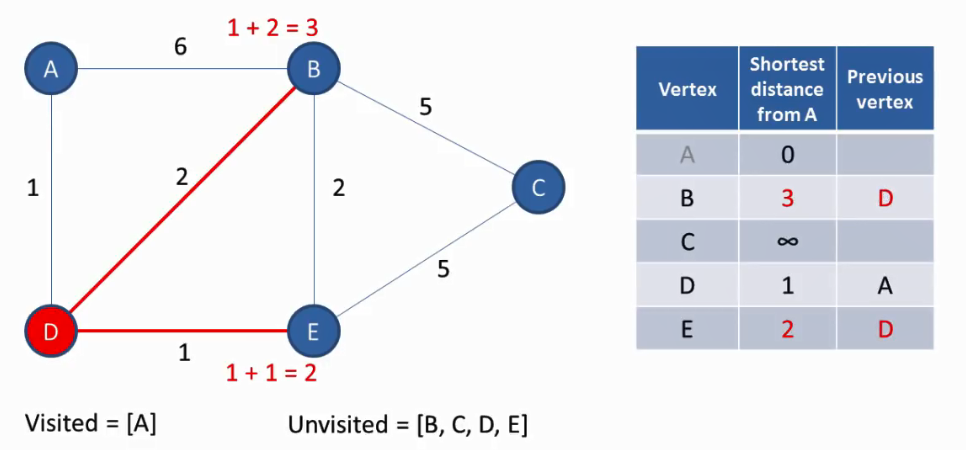 1 + 2 = 3
6
A
B
5
1
2
2
C
5
D
E
1
1 + 1 = 2
Visited = [A]
Unvisited = [B, C, D, E]
Vertex
Shortest
distance
from A
Previous
vertex
A 0
B 3 D
C ∞
D 1 A
E 2 D